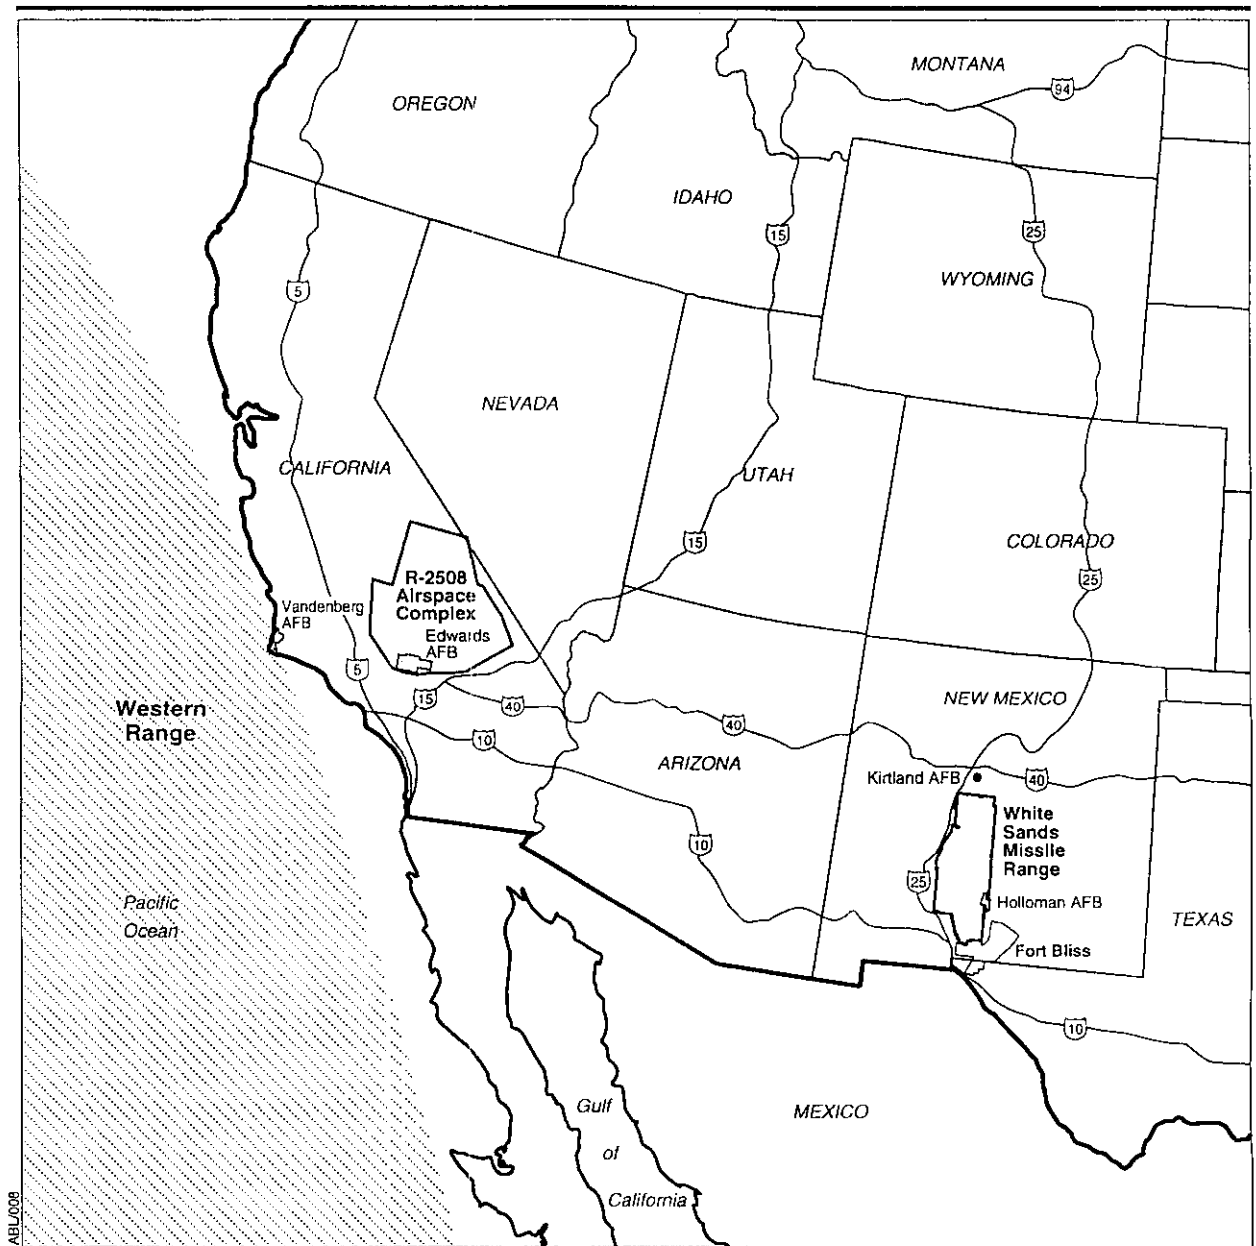 MONTANA
94
OREGON
IDAHO
15
25
WYOMING
5
NEVADA
CALIFORNIA
UTAH
15
COLORADO
25
R-2508
Airspace
Complex
Vandenberg
AFB
Edwards
AFB
5
15
40
NEW MEXICO
Western
Range
40
10
ARIZONA
Kirtland AFB
40
White
Sands
Missile
Range
10
25
Holloman AFB
Pacific
Ocean
TEXAS
Fort Bliss
10
Gulf
of
California
MEXICO
ABL/008